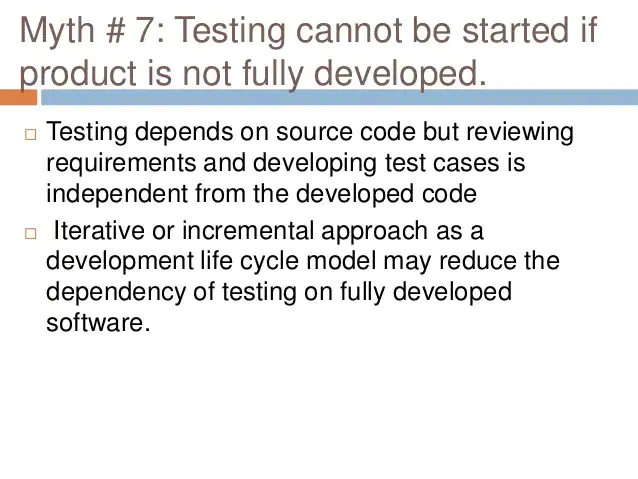 Myth # 7: Testing cannot be started if
product is not fully developed.
Testing depends on source code but reviewing
requirements and developing test cases is
independent from the developed code
Iterative or incremental approach as a
development life cycle model may reduce the
dependency of testing on fully developed
software.